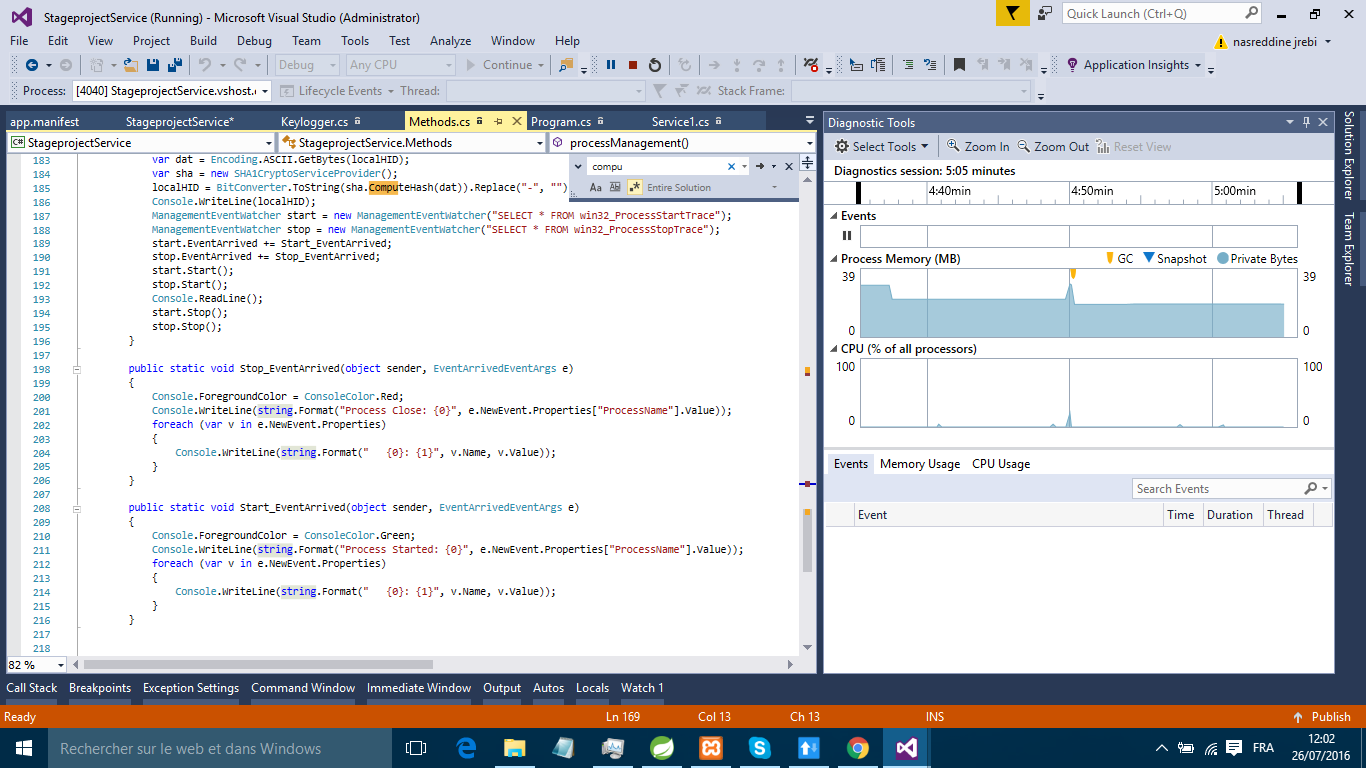 StageprojectService (Running) - Microsoft Visual Studio (Administrator)
Quick Launch (Ctrl+Q)
File Edit View Project Build Debug Team Tools Test Analyze Window Help
nasreddine jrebi
Debug Any CPU Continue Application Insights
Process: [4040] StageprojectService.vshost. Lifecycle Events Thread: Stack Frame:
app.manifest StageprojectService* Keylogger.cs Methods.cs Program.cs Service1.cs
StageprojectService StageprojectService.Methods processManagement()
compu
Aa Entire Solution
183 var dat = Encoding.ASCII.GetBytes(localHID);
184 var sha = new SHA1CryptoServiceProvider();
185 localHID = BitConverter.ToString(sha.ComputeHash(dat)).Replace("-", "")
186 Console.WriteLine(localHID);
187 ManagementEventWatcher start = new ManagementEventWatcher("SELECT * FROM win32_ProcessStartTrace");
188 ManagementEventWatcher stop = new ManagementEventWatcher("SELECT * FROM win32_ProcessStopTrace");
189 start.EventArrived += Start_EventArrived;
190 stop.EventArrived += Stop_EventArrived;
191 start.Start();
192 stop.Start();
193 Console.ReadLine();
194 start.Stop();
195 stop.Stop();
196 }
197
198 public static void Stop_EventArrived(object sender, EventArrivedEventArgs e)
199 {
200 Console.ForegroundColor = ConsoleColor.Red;
201 Console.WriteLine(string.Format("Process Close: {0}", e.NewEvent.Properties["ProcessName"].Value));
202 foreach (var v in e.NewEvent.Properties)
203 {
204 Console.WriteLine(string.Format("   {0}: {1}", v.Name, v.Value));
205 }
206 }
207
208 public static void Start_EventArrived(object sender, EventArrivedEventArgs e)
209 {
210 Console.ForegroundColor = ConsoleColor.Green;
211 Console.WriteLine(string.Format("Process Started: {0}", e.NewEvent.Properties["ProcessName"].Value));
212 foreach (var v in e.NewEvent.Properties)
213 {
214 Console.WriteLine(string.Format("   {0}: {1}", v.Name, v.Value));
215 }
216 }
217
218
82 %
Diagnostic Tools
Select Tools Zoom In Zoom Out Reset View
Diagnostics session: 5:05 minutes
4:40min 4:50min 5:00min
Events
Process Memory (MB) GC Snapshot Private Bytes
39 39
0 0
CPU (% of all processors)
100 100
0 0
Events Memory Usage CPU Usage
Search Events
Event Time Duration Thread
Solution Explorer
Team Explorer
Call Stack Breakpoints Exception Settings Command Window Immediate Window Output Autos Locals Watch 1
Ready Ln 169 Col 13 Ch 13 INS Publish
Rechercher sur le web et dans Windows
FRA
12:02
26/07/2016